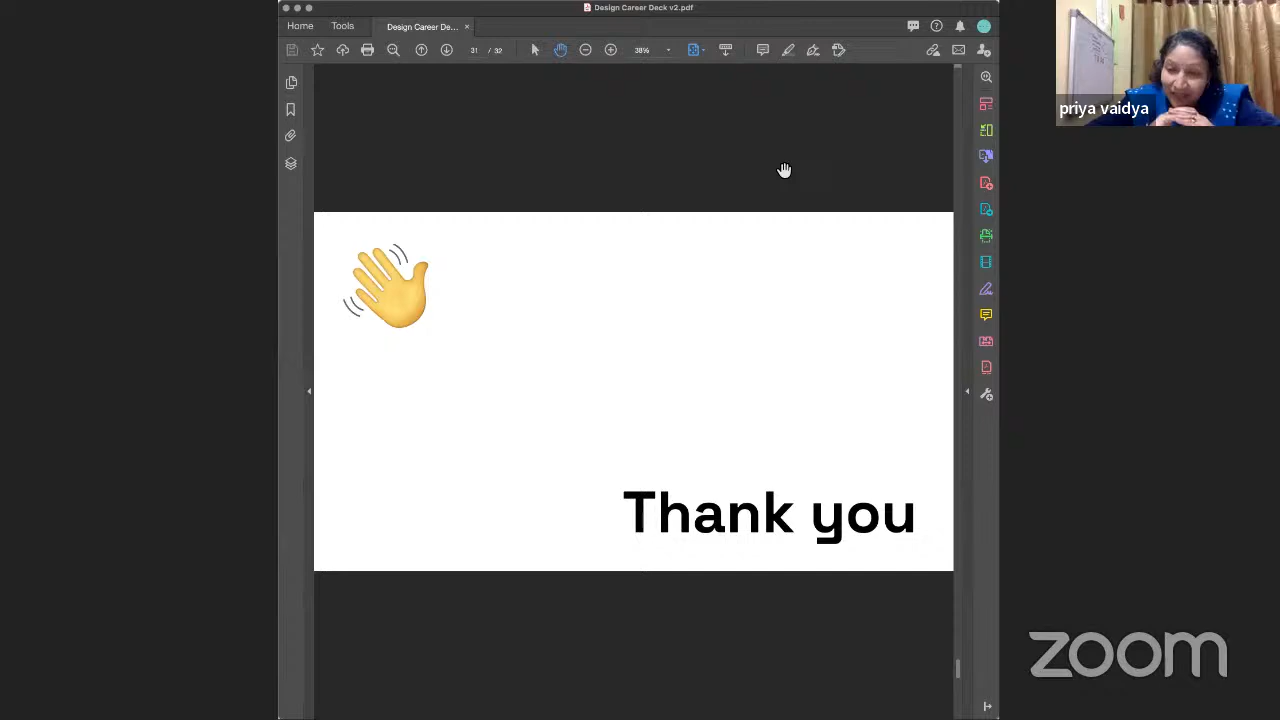 Design Career Deck v2.pdf
Home
Tools
Design Career De...
31 / 32
38%
priya vaidya
Thank you
zoom